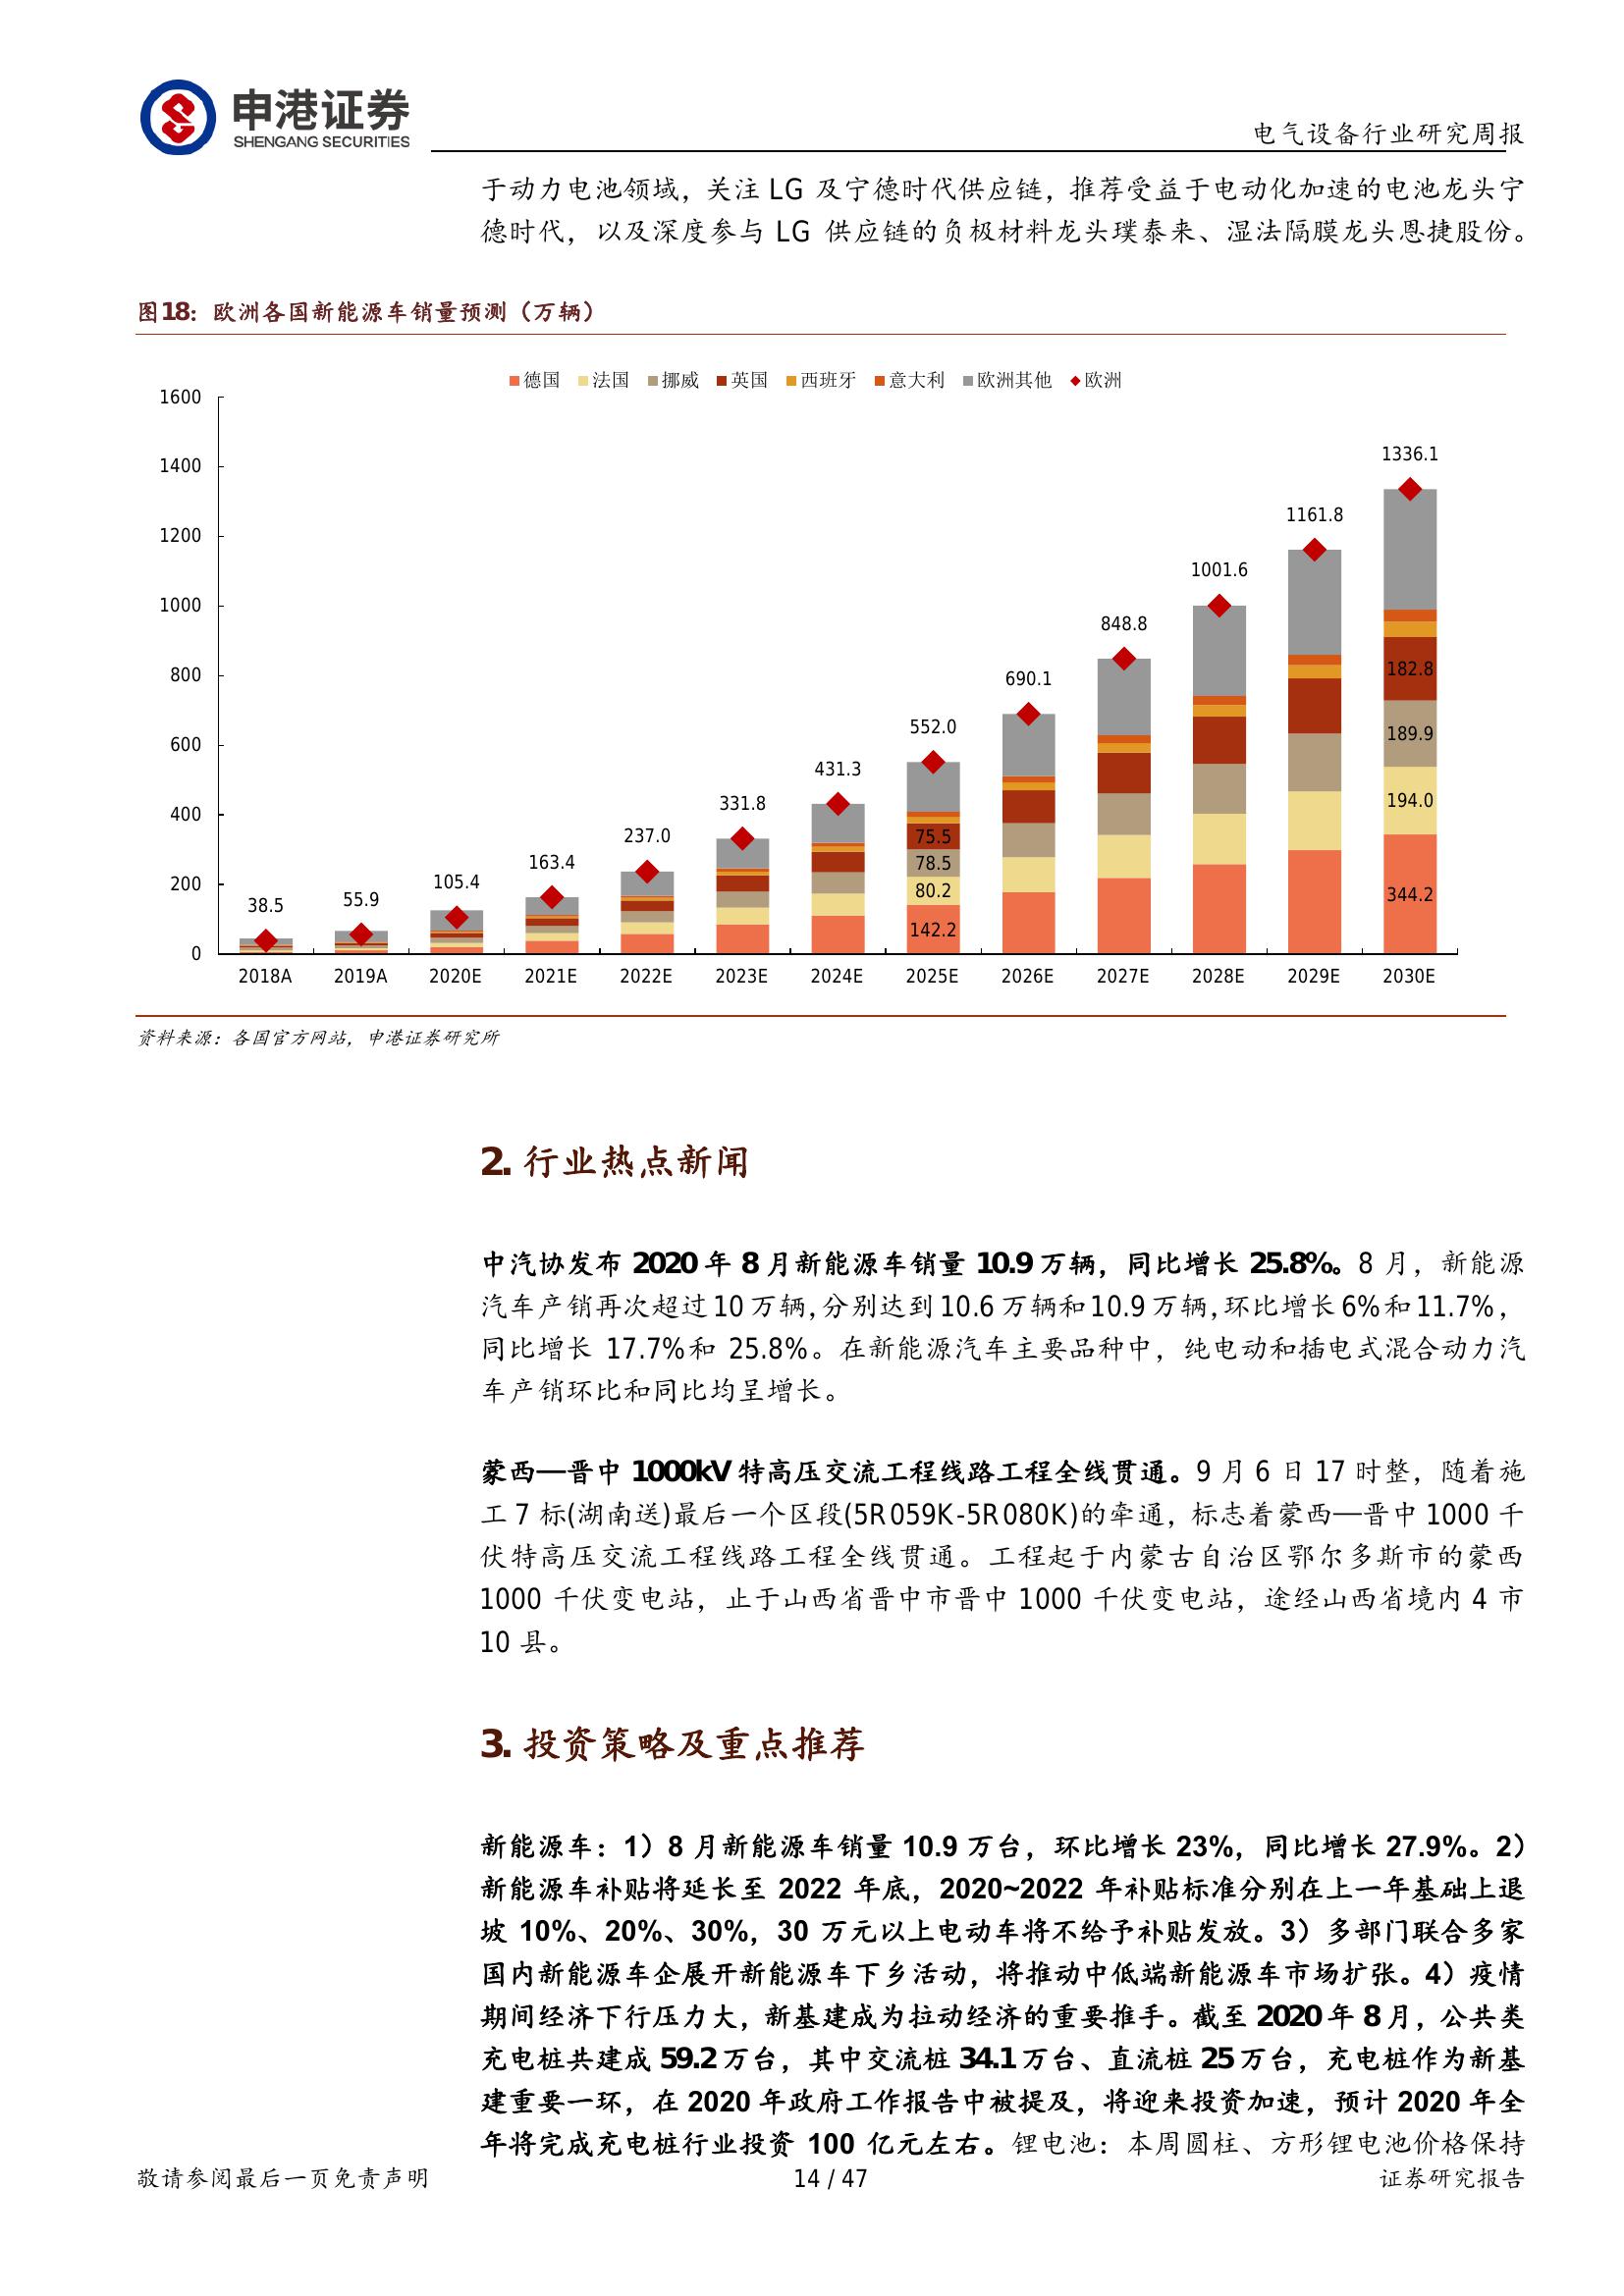 申港证券
SHENGANG SECURITIES
电气设备行业研究周报
于动力电池领域，关注 LG 及宁德时代供应链，推荐受益于电动化加速的电池龙头宁
德时代，以及深度参与 LG 供应链的负极材料龙头璞泰来、湿法隔膜龙头恩捷股份。
图18：欧洲各国新能源车销量预测（万辆）
德国 法国 挪威 英国 西班牙 意大利 欧洲其他 欧洲
1600
1400
1200
1000
800
600
400
200
0
38.5
55.9
105.4
163.4
237.0
331.8
431.3
552.0
75.5
78.5
80.2
142.2
690.1
848.8
1001.6
1161.8
1336.1
182.8
189.9
194.0
344.2
2018A 2019A 2020E 2021E 2022E 2023E 2024E 2025E 2026E 2027E 2028E 2029E 2030E
资料来源：各国官方网站，申港证券研究所
2. 行业热点新闻
中汽协发布 2020 年 8 月新能源车销量 10.9 万辆，同比增长 25.8%。8 月，新能源
汽车产销再次超过 10 万辆,分别达到 10.6 万辆和 10.9 万辆,环比增长 6%和 11.7%，
同比增长 17.7%和 25.8%。在新能源汽车主要品种中，纯电动和插电式混合动力汽
车产销环比和同比均呈增长。
蒙西—晋中 1000kV 特高压交流工程线路工程全线贯通。9 月 6 日 17 时整，随着施
工 7 标(湖南送)最后一个区段(5R059K-5R080K)的牵通，标志着蒙西—晋中 1000 千
伏特高压交流工程线路工程全线贯通。工程起于内蒙古自治区鄂尔多斯市的蒙西
1000 千伏变电站，止于山西省晋中市晋中 1000 千伏变电站，途经山西省境内 4 市
10 县。
3. 投资策略及重点推荐
新能源车：1）8 月新能源车销量 10.9 万台，环比增长 23%，同比增长 27.9%。2）
新能源车补贴将延长至 2022 年底，2020~2022 年补贴标准分别在上一年基础上退
坡 10%、20%、30%，30 万元以上电动车将不给予补贴发放。3）多部门联合多家
国内新能源车企展开新能源车下乡活动，将推动中低端新能源车市场扩张。4）疫情
期间经济下行压力大，新基建成为拉动经济的重要推手。截至 2020 年 8 月，公共类
充电桩共建成 59.2 万台，其中交流桩 34.1 万台、直流桩 25 万台，充电桩作为新基
建重要一环，在 2020 年政府工作报告中被提及，将迎来投资加速，预计 2020 年全
年将完成充电桩行业投资 100 亿元左右。锂电池：本周圆柱、方形锂电池价格保持
敬请参阅最后一页免责声明 14 / 47 证券研究报告